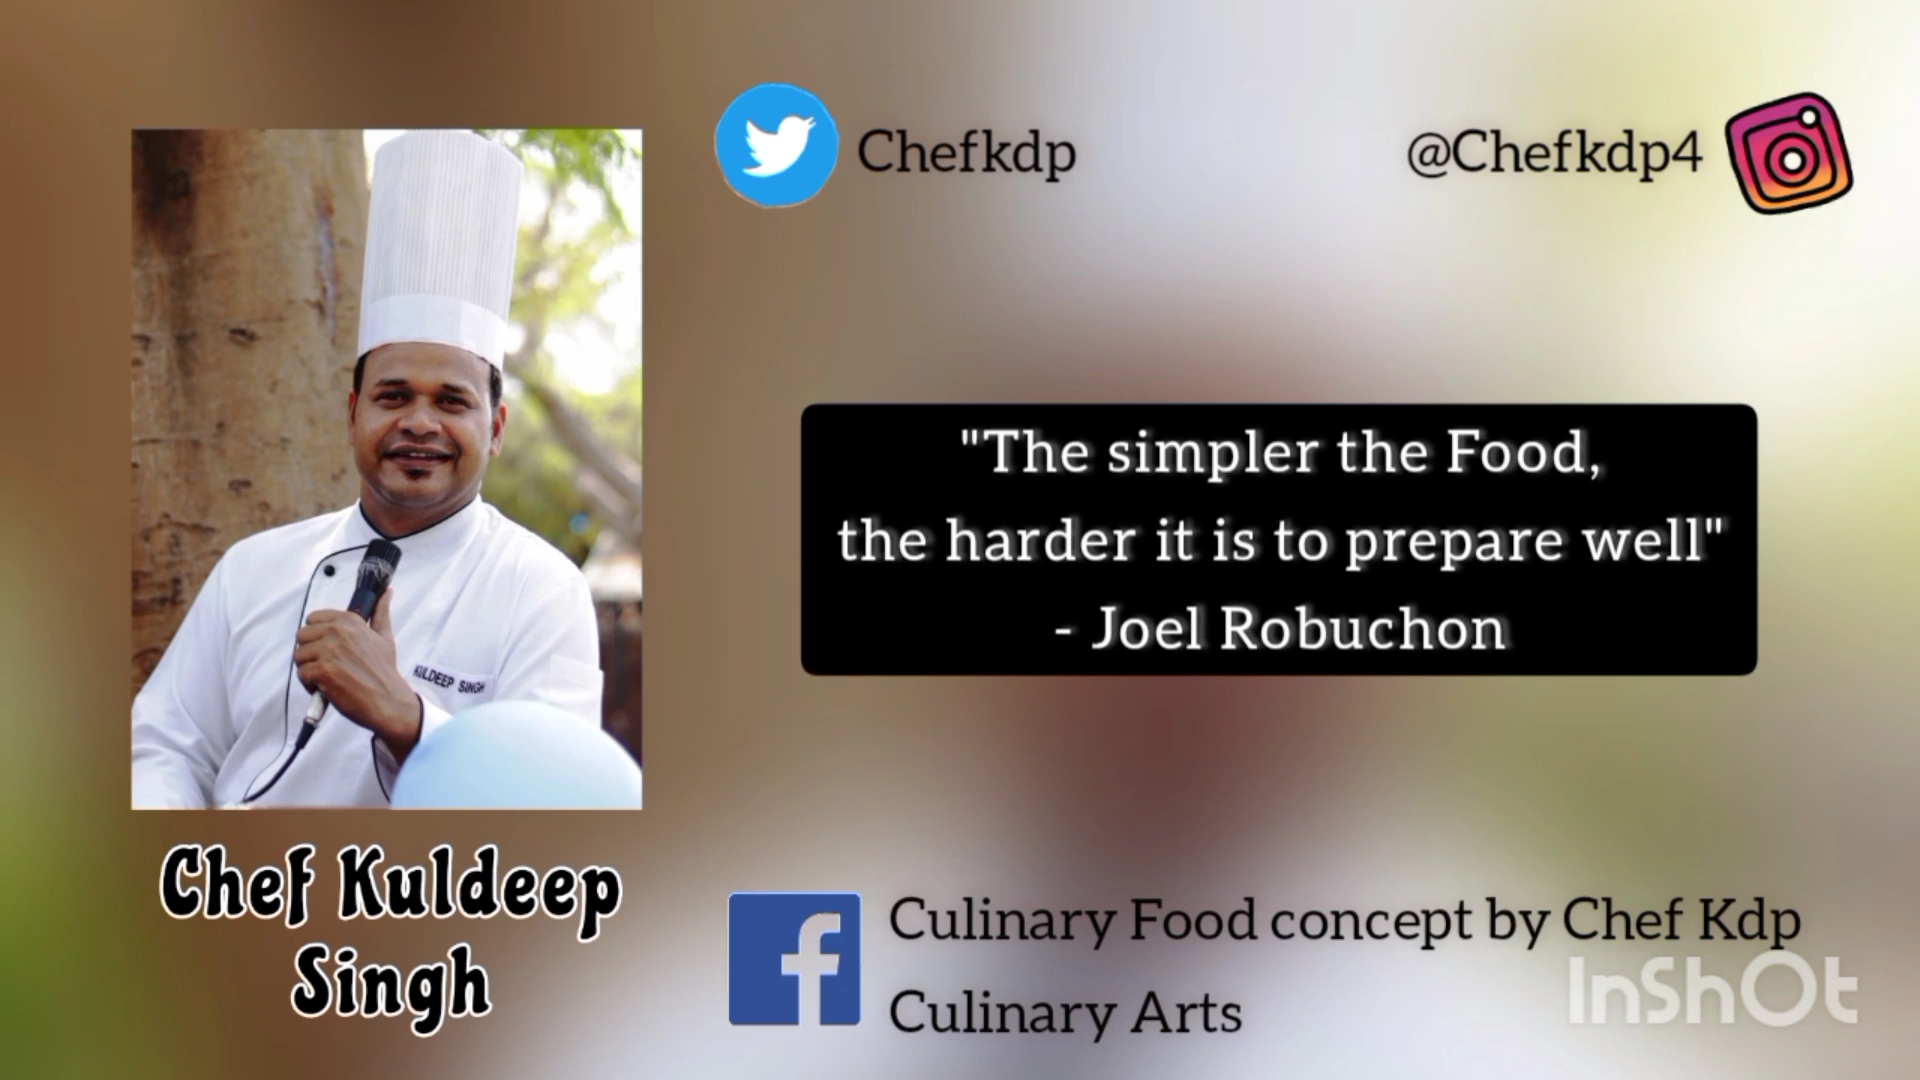 Chefkdp
@Chefkdp4
KULDEEP SINGH
Chef Kuldeep
Singh
"The simpler the Food,
the harder it is to prepare well"
- Joel Robuchon
Culinary Food concept by Chef Kdp
Culinary Arts
InShOt